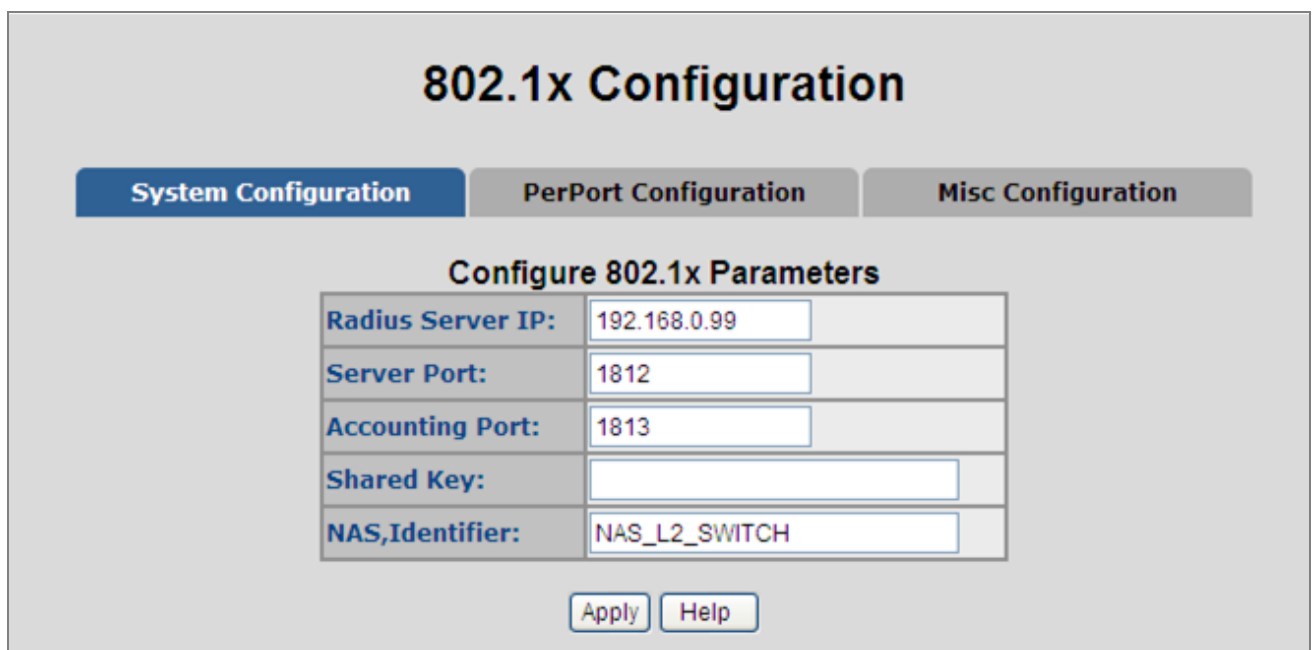 802.1x Configuration
System Configuration PerPort Configuration Misc Configuration
Configure 802.1x Parameters
Radius Server IP: 192.168.0.99
Server Port: 1812
Accounting Port: 1813
Shared Key:
NAS,Identifier: NAS_L2_SWITCH
Apply Help